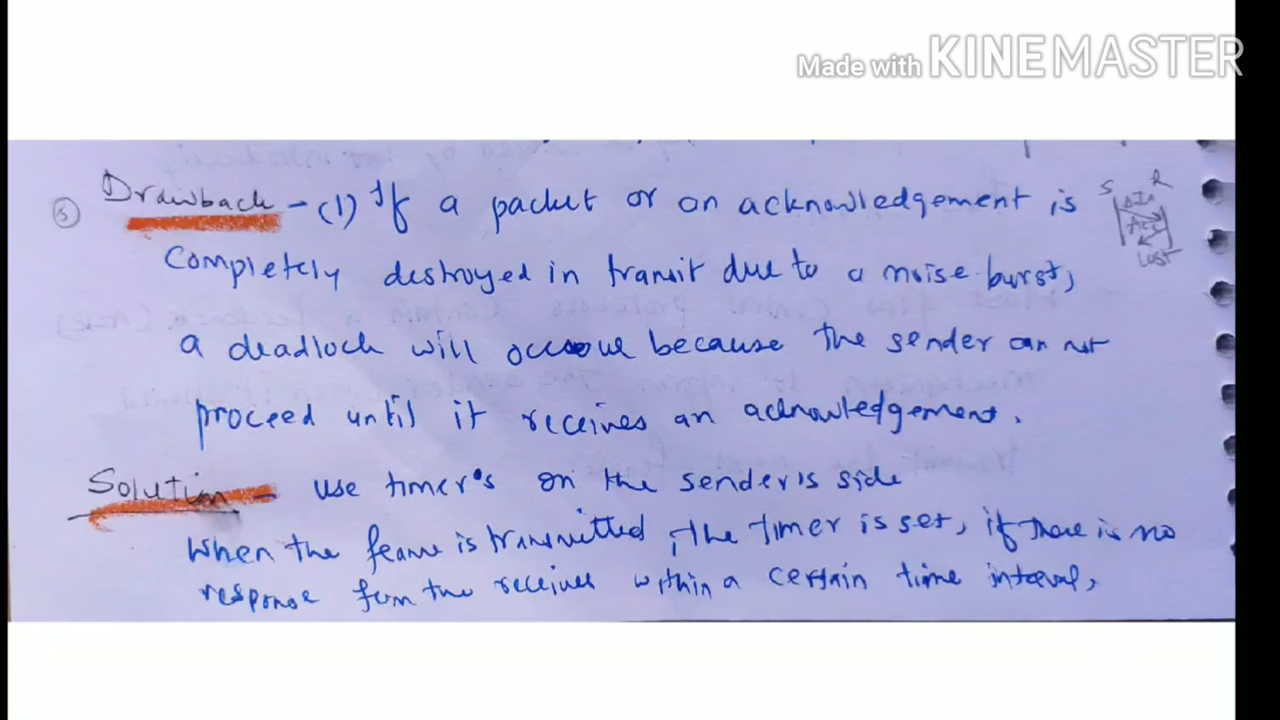 Made with KINEMASTER
5 Drawback - (1) If a packet or an acknowledgement is
S R
Ack
Lost
completely destroyed in transit due to a noise burst,
a deadlock will occur because the sender can not
proceed until it receives an acknowledgement.
Solution - use timer's on the sender's side
When the frame is transmitted, the timer is set, if there is no
response from the receiver within a certain time interval,